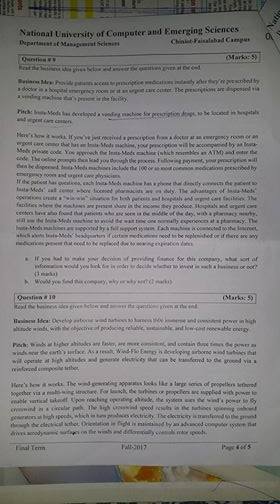 National University of Computer and Emerging Sciences
Department of Management Sciences Chiniot-Faisalabad Campus
Question # 9 (Marks: 5)
Read the business idea given below and answer the questions given at the end.
Business Idea: Provide patients access to prescription medications instantly after they're prescribed by
a doctor in a hospital emergency room or at an urgent care center. The prescriptions are dispensed via
a vending machine that's present in the facility.
Pitch: Insta-Meds has developed a vending machine for prescription drugs, to be located in hospitals
and urgent care centers.
Here's how it works. If you've just received a prescription from a doctor at an emergency room or an
urgent care center that has an Insta-Meds machine, your prescription will be accompanied by an Insta-
Meds private code. You approach the Insta-Meds machine (which resembles an ATM) and enter the
code. The online prompts then lead you through the process. Following payment, your prescription will
then be dispensed. Insta-Meds machines include the 100 or so most common medications prescribed by
emergency room and urgent care physicians.
If the patient has questions, each Insta-Meds machine has a phone that directly connects the patient to
Insta-Meds' call center where licensed pharmacists are on duty. The advantages of Insta-Meds'
operations create a "win-win" situation for both patients and hospitals and urgent care facilities. The
facilities where the machines are present share in the income they produce. Hospitals and urgent care
centers have also found that patients who are seen in the middle of the day, with a pharmacy nearby,
will use the Insta-Meds machine to avoid the wait time one normally experiences at a pharmacy. The
Insta-Meds machines are supported by a full support system. Each machine is connected to the Internet,
which alerts Insta-Meds' headquarters if certain medications need to be replenished or if there are any
medications present that need to be replaced due to nearing expiration dates.
a. If you had to make your decision of providing finance for this company, what sort of
information would you look for in order to decide whether to invest in such a business or not?
(3 marks)
b. Would you fund this company, why or why not? (2 marks)
Question # 10 (Marks: 5)
Read the business idea given below and answer the questions given at the end.
Business Idea: Develop airborne wind turbines to harness the immense and consistent power in high
altitude winds, with the objective of producing reliable, sustainable, and low-cost renewable energy.
Pitch: Winds at higher altitudes are faster, are more consistent, and contain three times the power as
winds near the earth's surface. As a result, Wind-Flo Energy is developing airborne wind turbines that
will operate at high altitudes and generate electricity that can be transferred to the ground via a
reinforced composite tether.
Here's how it works. The wind-generating apparatus looks like a large series of propellers tethered
together via a multi-wing structure. For launch, the turbines or propellers are supplied with power to
enable vertical takeoff. Upon reaching operating altitude, the system uses the wind's power to fly
crosswind in a circular path. The high crosswind speed results in the turbines spinning onboard
generators at high speeds, which in turn produces electricity. The electricity is transferred to the ground
through the electrical tether. Orientation in flight is maintained by an advanced computer system that
drives aerodynamic surfaces on the winds and differentially controls rotor speeds.
Final Term Fall-2017 Page 4 of 5